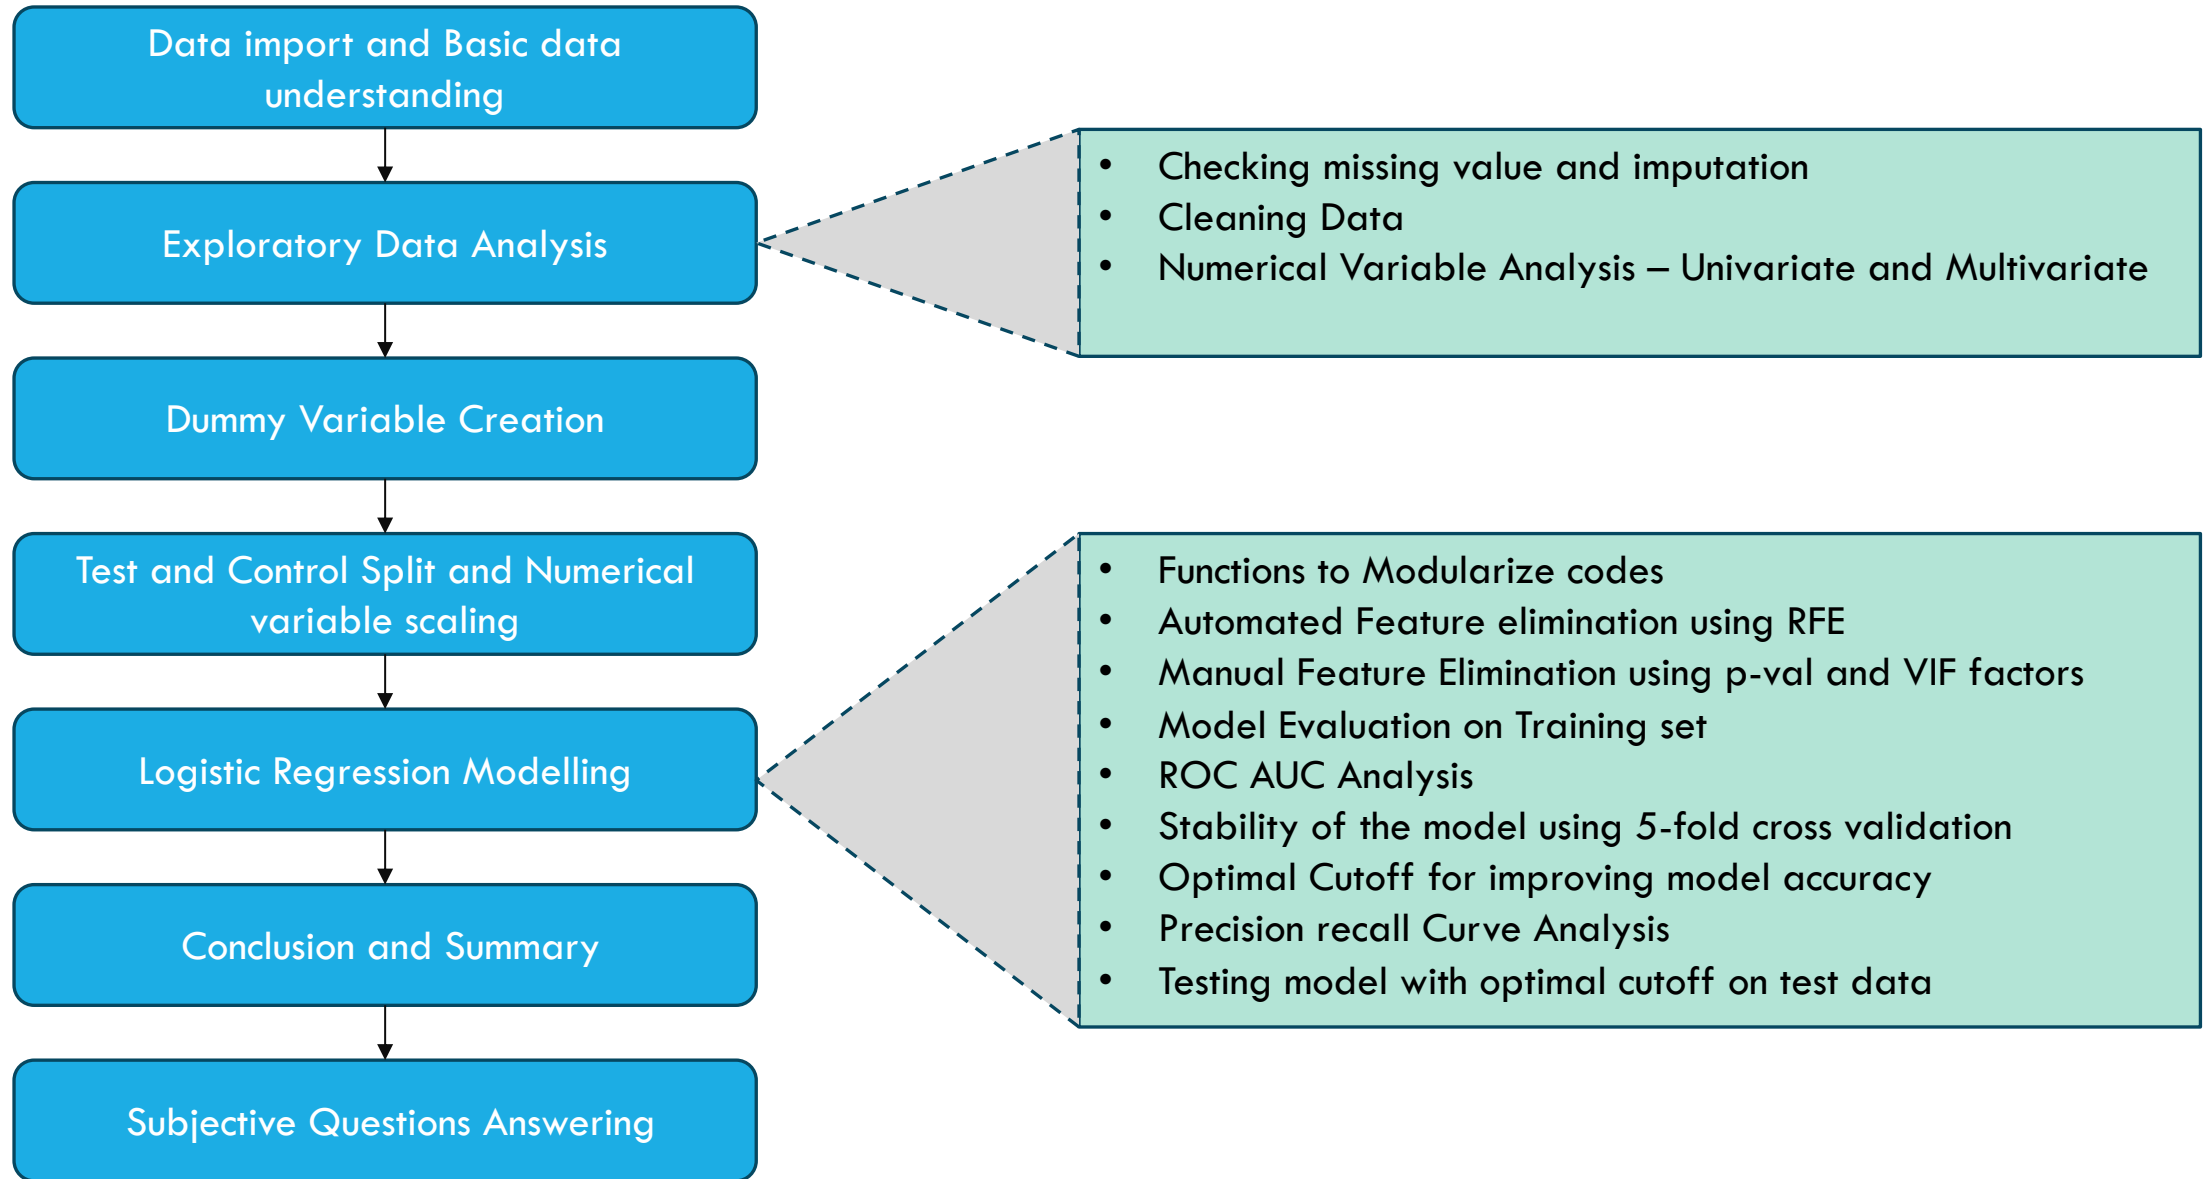 Data import and Basic data
understanding
Exploratory Data Analysis
• Checking missing value and imputation
• Cleaning Data
• Numerical Variable Analysis – Univariate and Multivariate
Dummy Variable Creation
Test and Control Split and Numerical
variable scaling
Logistic Regression Modelling
• Functions to Modularize codes
• Automated Feature elimination using RFE
• Manual Feature Elimination using p-val and VIF factors
• Model Evaluation on Training set
• ROC AUC Analysis
• Stability of the model using 5-fold cross validation
• Optimal Cutoff for improving model accuracy
• Precision recall Curve Analysis
• Testing model with optimal cutoff on test data
Conclusion and Summary
Subjective Questions Answering